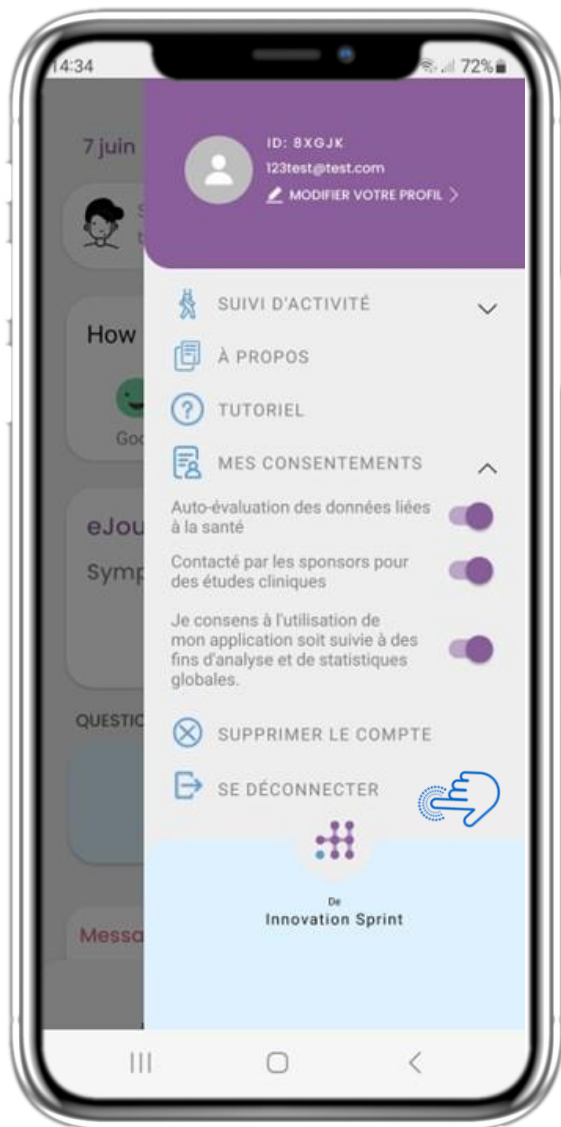 14:34
72%
7 juin
ID: 8XGJK
123test@test.com
MODIFIER VOTRE PROFIL
SUIVI D'ACTIVITÉ
How
À PROPOS
TUTORIEL
Goo
MES CONSENTEMENTS
Auto-évaluation des données liées
à la santé
eJou
Contacté par les sponsors pour
des études cliniques
Symp
Je consens à l'utilisation de
mon application soit suivie à des
fins d'analyse et de statistiques
globales.
QUESTIO
SUPPRIMER LE COMPTE
SE DÉCONNECTER
De
Innovation Sprint
Messa